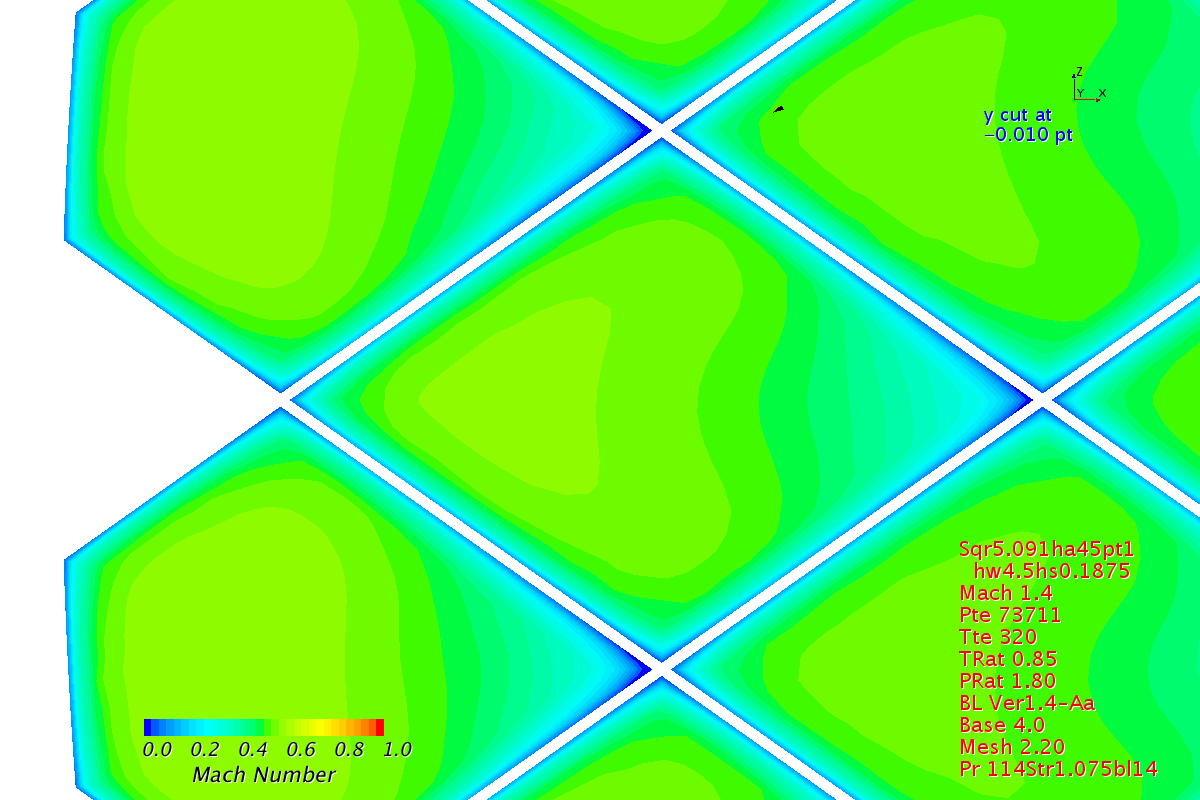 Z
Y X
y cut at
−0.010 pt
Sqr5.091ha45pt1
hw4.5hs0.1875
Mach 1.4
Pte 73711
Tte 320
TRat 0.85
PRat 1.80
BL Ver1.4−Aa
Base 4.0
Mesh 2.20
Pr 114Str1.075bl14
0.0 0.2 0.4 0.6 0.8 1.0
Mach Number